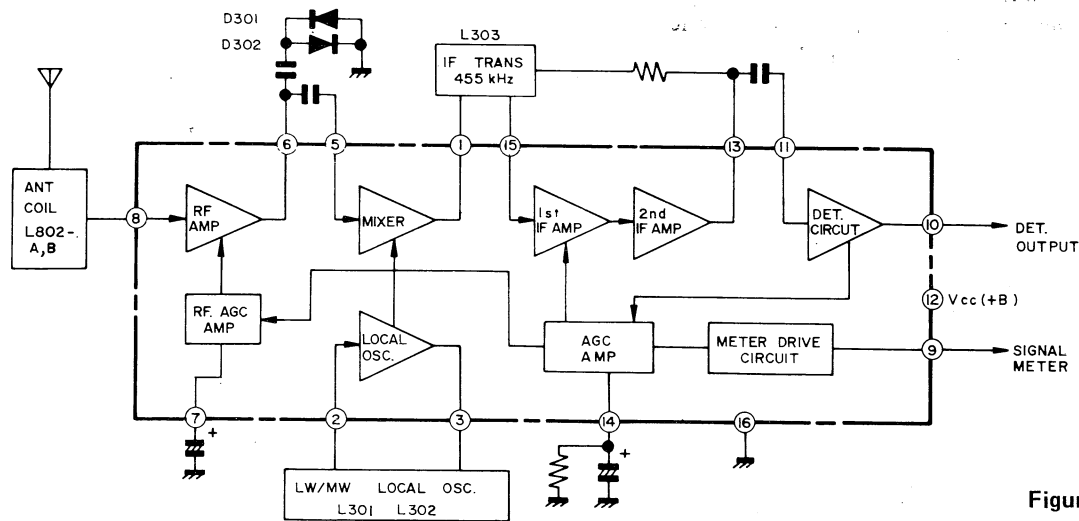 D301
D302
L303
IF TRANS
455 kHz
6
5
1
15
13
11
ANT
COIL
L802-.
A,B
8
RF
AMP
MIXER
1st
IF AMP
2nd
IF AMP
DET.
CIRCUT
10
DET.
OUTPUT
12
Vcc(+B)
RF. AGC
AMP
LOCAL
OSC.
AGC
AMP
METER DRIVE
CIRCUIT
9
SIGNAL
METER
7
+
2
3
14
+
16
LW/MW LOCAL OSC.
L301 L302
Figu